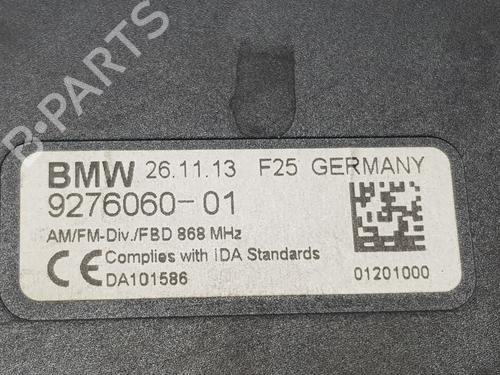 B-PARTS
BMW 26.11.13 F25 GERMANY
9276060-01
AM/FM-Div./FBD 868 MHz
CE Complies with IDA Standards
DA101586
01201000